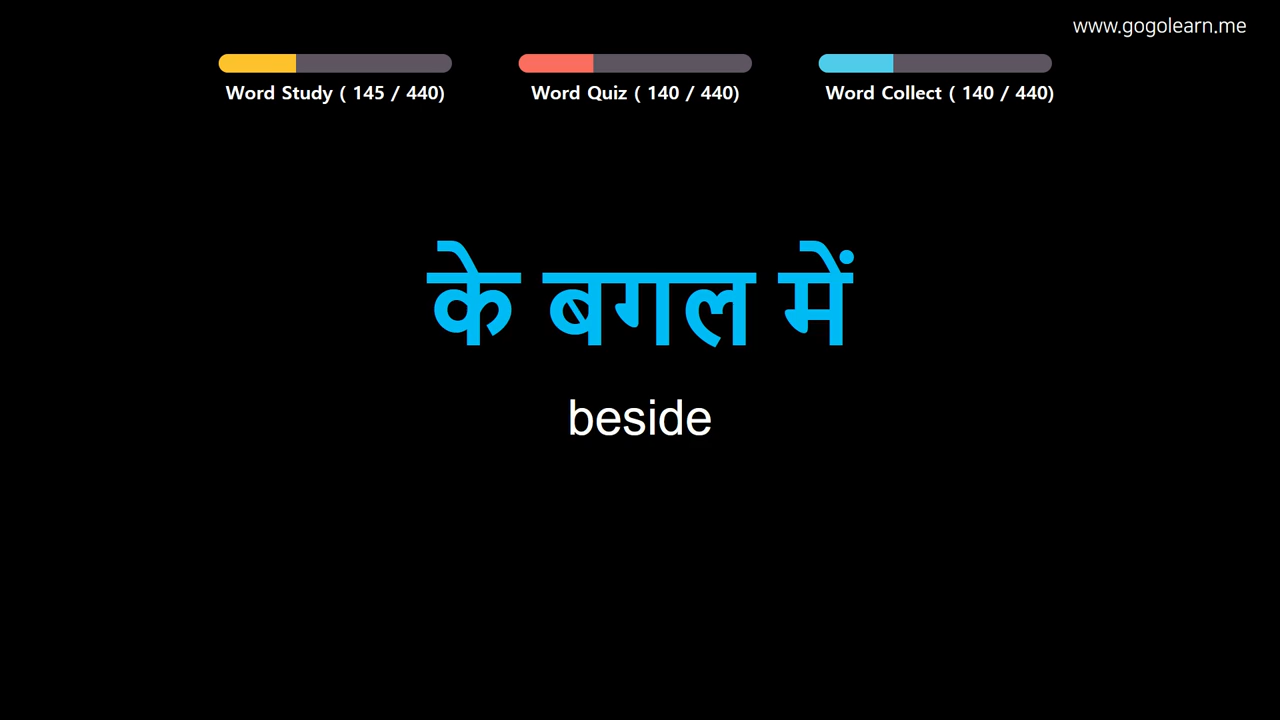 www.gogolearn.me
Word Study ( 145 / 440)
Word Quiz ( 140 / 440)
Word Collect ( 140 / 440)
के बगल में
beside